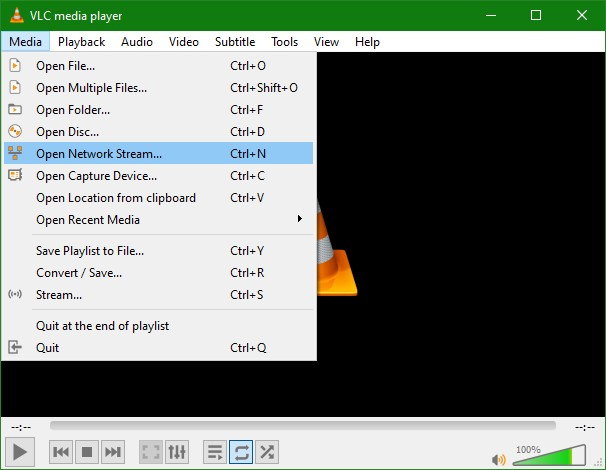 VLC media player
Media Playback Audio Video Subtitle Tools View Help
Open File... Ctrl+O
Open Multiple Files... Ctrl+Shift+O
Open Folder... Ctrl+F
Open Disc... Ctrl+D
Open Network Stream... Ctrl+N
Open Capture Device... Ctrl+C
Open Location from clipboard Ctrl+V
Open Recent Media
Save Playlist to File... Ctrl+Y
Convert / Save... Ctrl+R
Stream... Ctrl+S
Quit at the end of playlist
Quit Ctrl+Q
--:-- --:--
100%